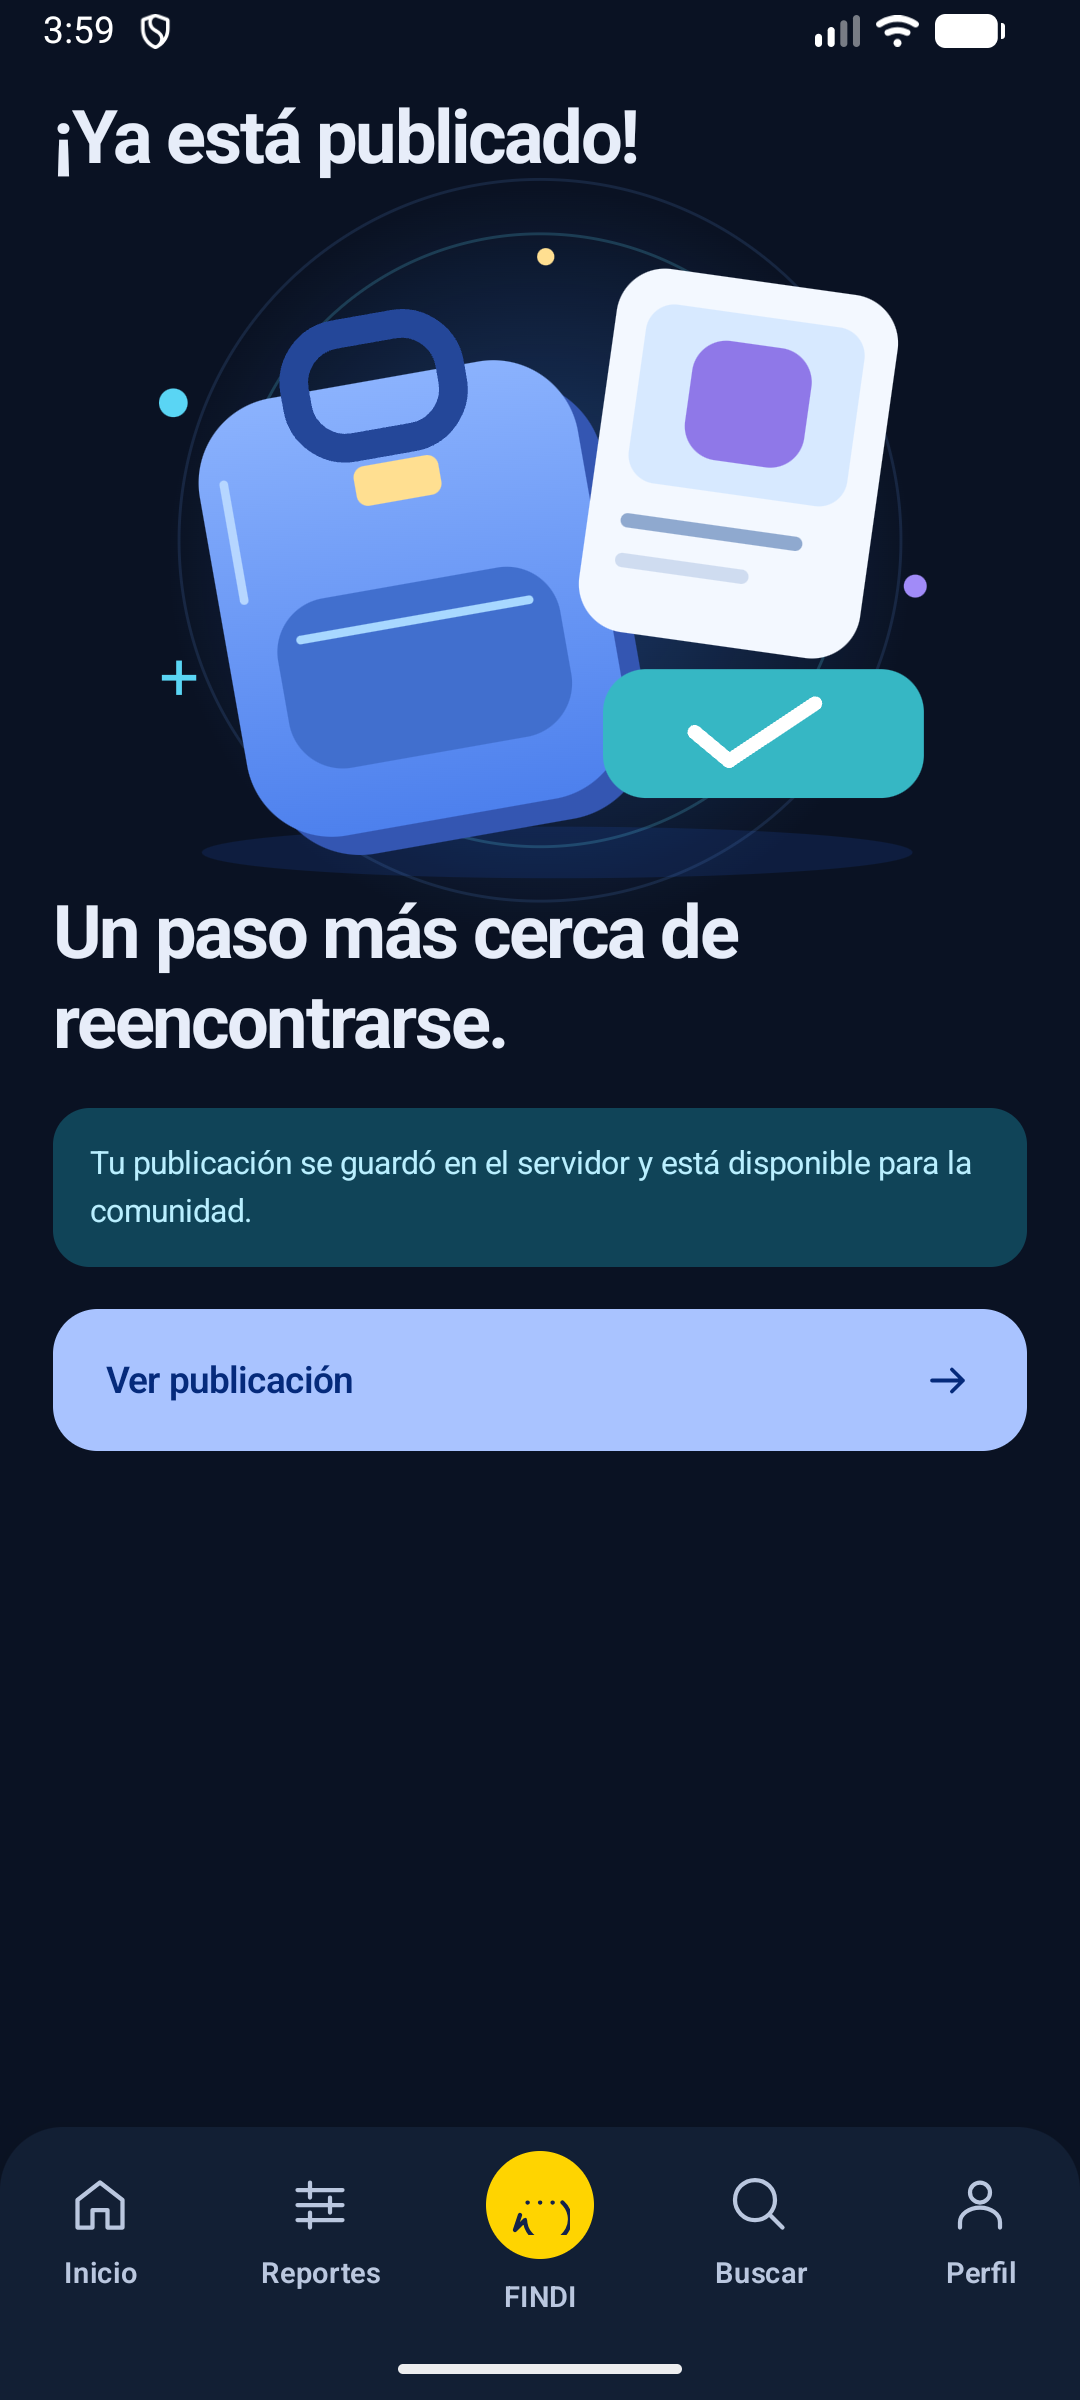 3:59
¡Ya está publicado!
Un paso más cerca de
reencontrarse.
Tu publicación se guardó en el servidor y está disponible para la
comunidad.
Ver publicación
Inicio
Reportes
FINDI
Buscar
Perfil